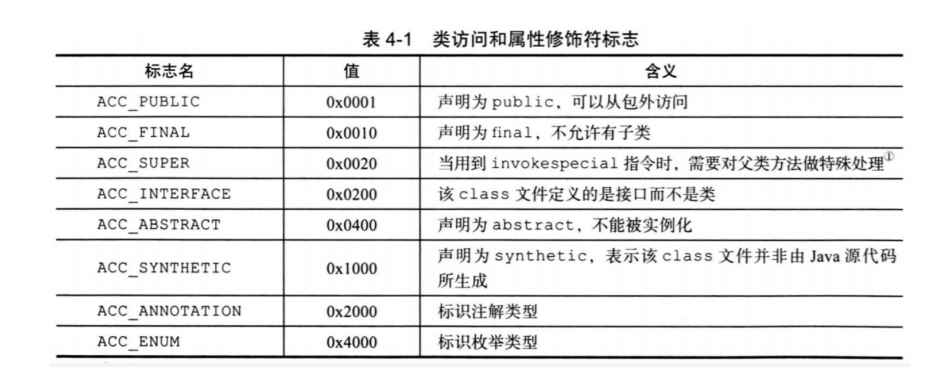 表 4-1 类访问和属性修饰符标志
标志名 值 含义
ACC_PUBLIC 0x0001 声明为 public，可以从包外访问
ACC_FINAL 0x0010 声明为 final，不允许有子类
ACC_SUPER 0x0020 当用到 invokespecial 指令时，需要对父类方法做特殊处理①
ACC_INTERFACE 0x0200 该 class 文件定义的是接口而不是类
ACC_ABSTRACT 0x0400 声明为 abstract，不能被实例化
ACC_SYNTHETIC 0x1000 声明为 synthetic，表示该 class 文件并非由 Java 源代码
所生成
ACC_ANNOTATION 0x2000 标识注解类型
ACC_ENUM 0x4000 标识枚举类型